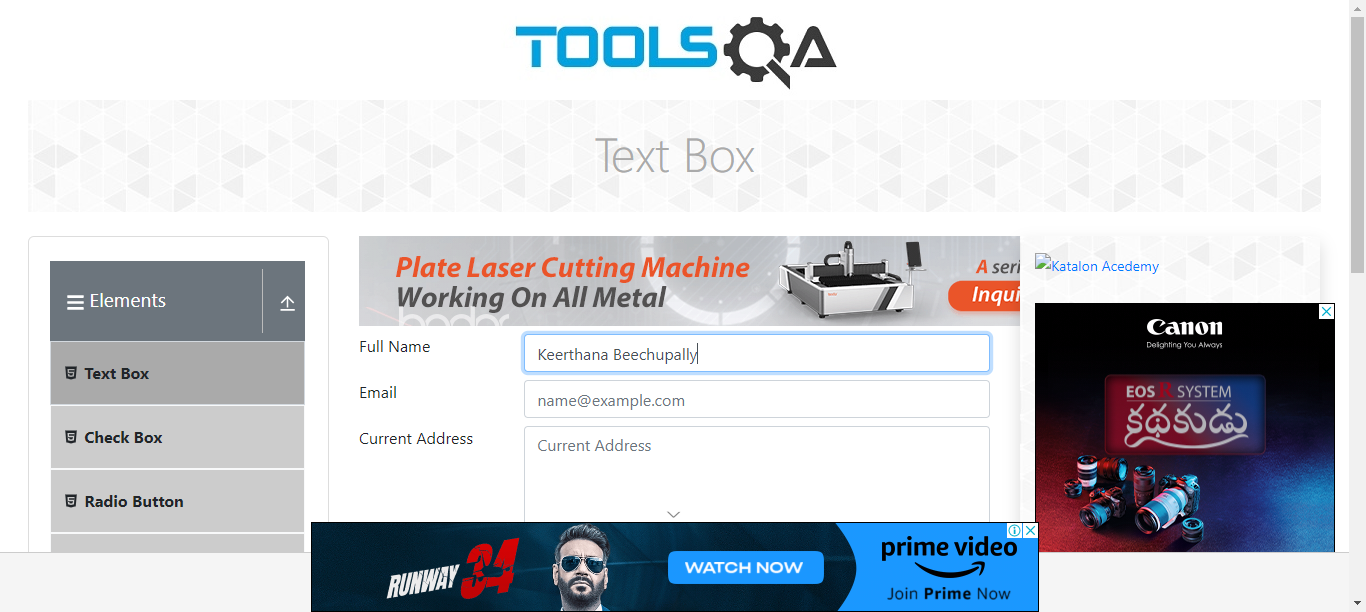 TOOLSQA
Text Box
Elements
Text Box
Check Box
Radio Button
Plate Laser Cutting Machine
Working On All Metal
A seri
Inqui
Full Name
Keerthana Beechupally
Email
name@example.com
Current Address
Current Address
Katalon Acedemy
Canon
Delighting You Always
EOS R SYSTEM
కథకుడు
RUNWAY 34
WATCH NOW
prime video
Join Prime Now